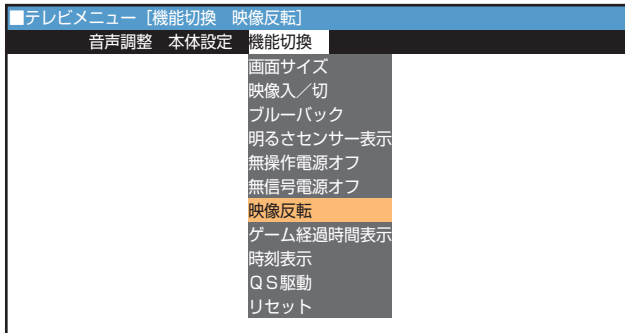 ■テレビメニュー［機能切換　映像反転］
音声調整　本体設定　機能切換
画面サイズ
映像入／切
ブルーバック
明るさセンサー表示
無操作電源オフ
無信号電源オフ
映像反転
ゲーム経過時間表示
時刻表示
ＱＳ駆動
リセット